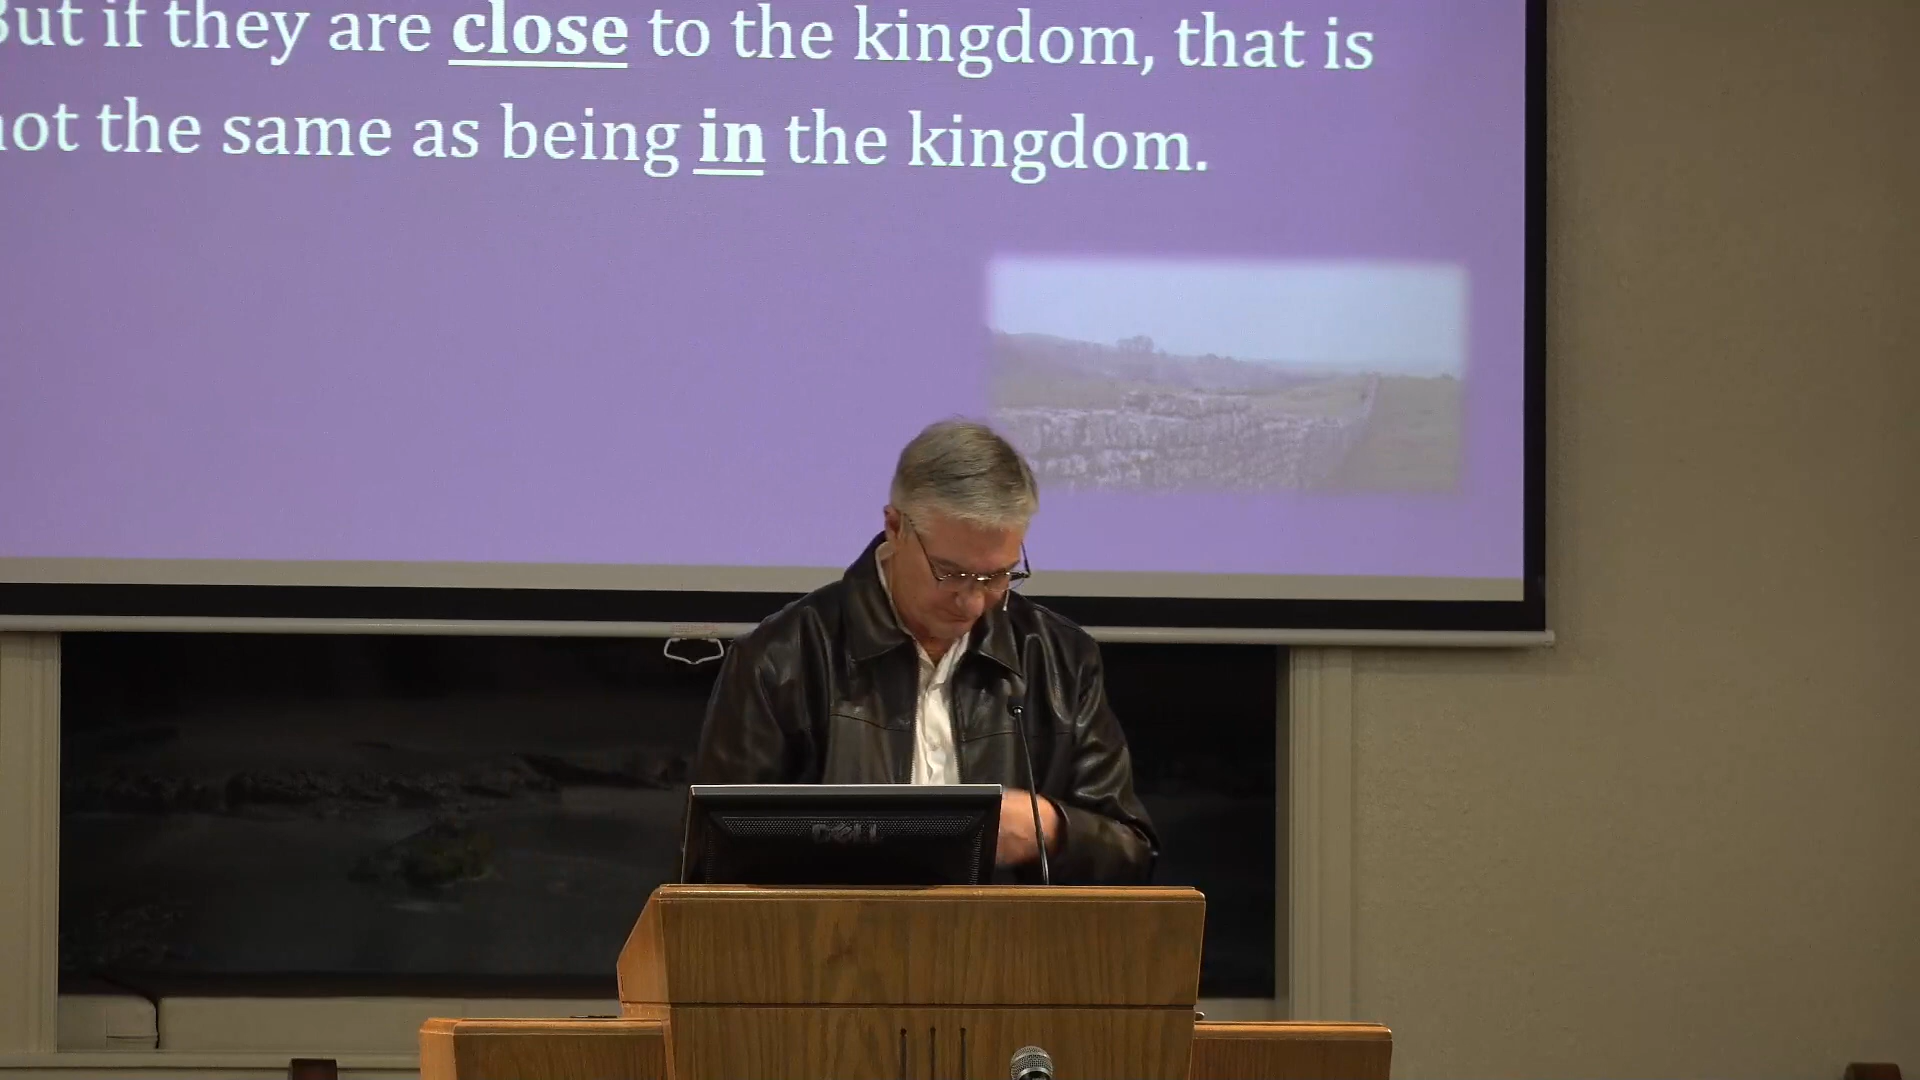 But if they are close to the kingdom, that is
not the same as being in the kingdom.
DELL